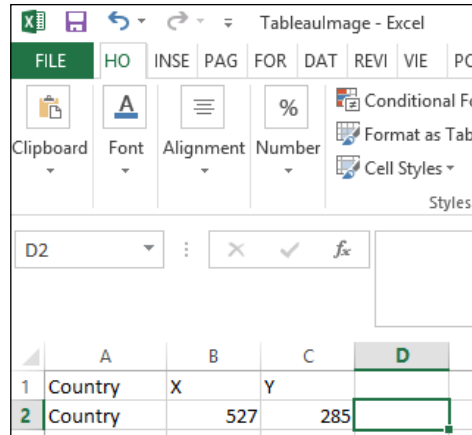 TableauImage - Excel
FILE HO INSE PAG FOR DAT REVI VIE PO
Clipboard Font Alignment Number
%
Conditional Fo
Format as Tab
Cell Styles
Styles
D2 fx
A B C D
1 Country X Y
2 Country 527 285